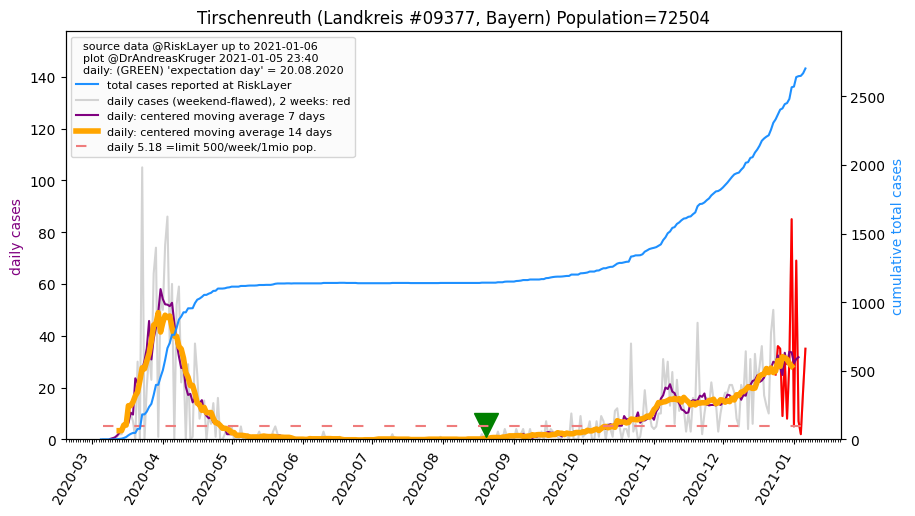 Tirschenreuth (Landkreis #09377, Bayern) Population=72504
source data @RiskLayer up to 2021-01-06
plot @DrAndreasKruger 2021-01-05 23:40
daily: (GREEN) 'expectation day' = 20.08.2020
total cases reported at RiskLayer
daily cases (weekend-flawed), 2 weeks: red
daily: centered moving average 7 days
daily: centered moving average 14 days
daily 5.18 =limit 500/week/1mio pop.
daily cases
140
120
100
80
60
40
20
0
cumulative total cases
2500
2000
1500
1000
500
0
2020-03
2020-04
2020-05
2020-06
2020-07
2020-08
2020-09
2020-10
2020-11
2020-12
2021-01